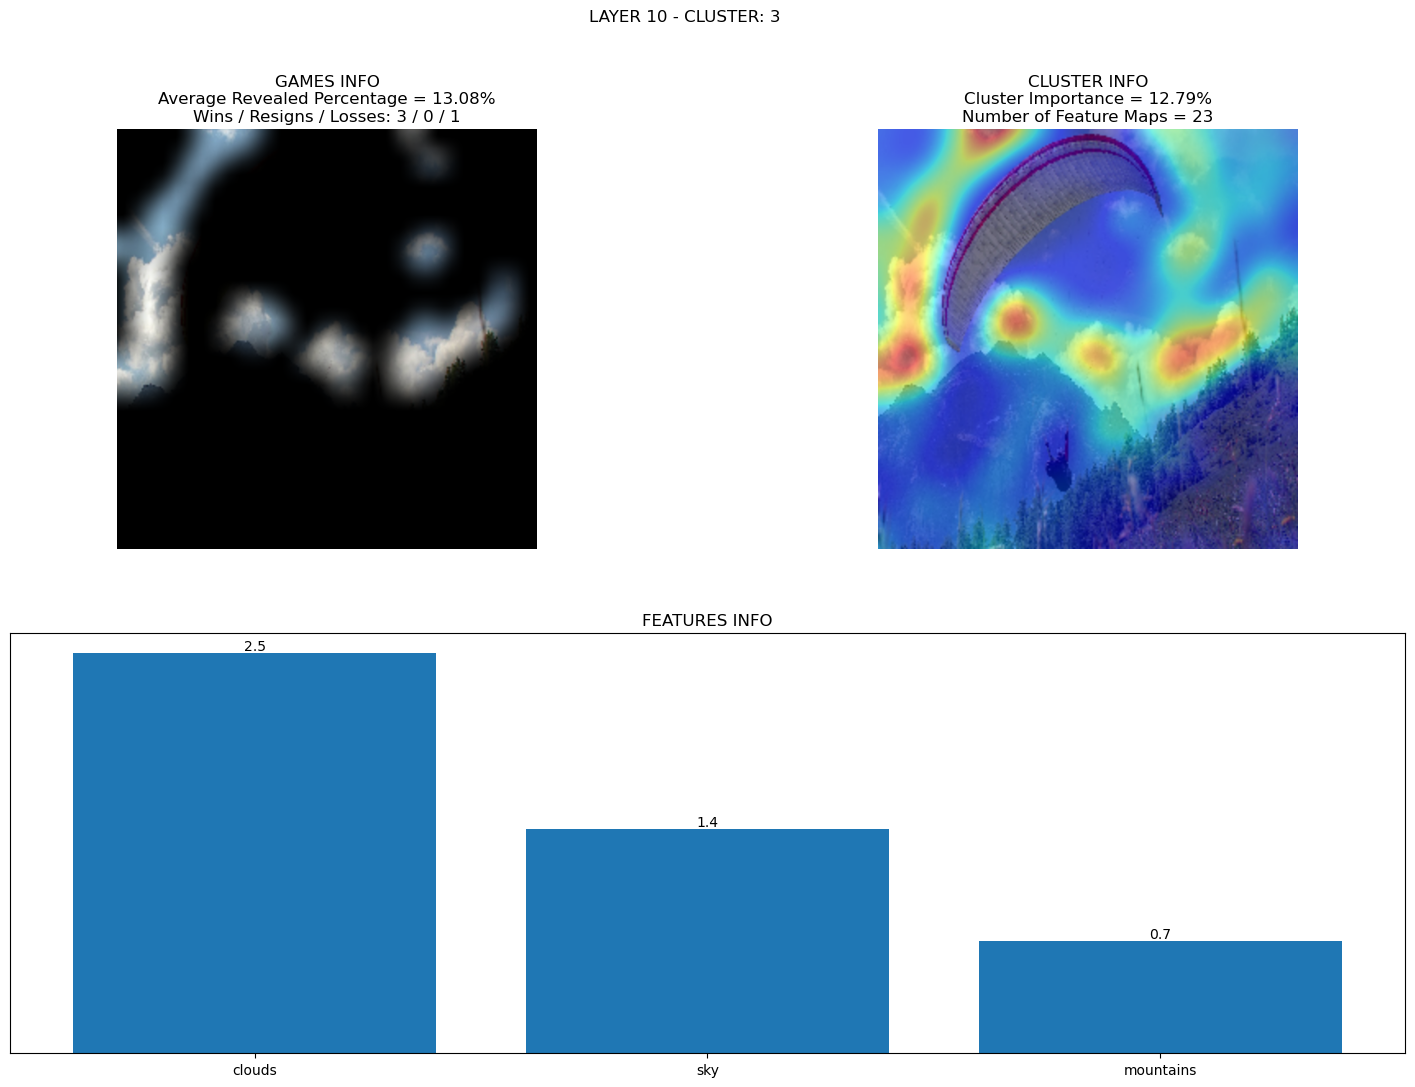 LAYER 10 - CLUSTER: 3
GAMES INFO
Average Revealed Percentage = 13.08%
Wins / Resigns / Losses: 3 / 0 / 1
CLUSTER INFO
Cluster Importance = 12.79%
Number of Feature Maps = 23
FEATURES INFO
2.5
1.4
0.7
clouds
sky
mountains